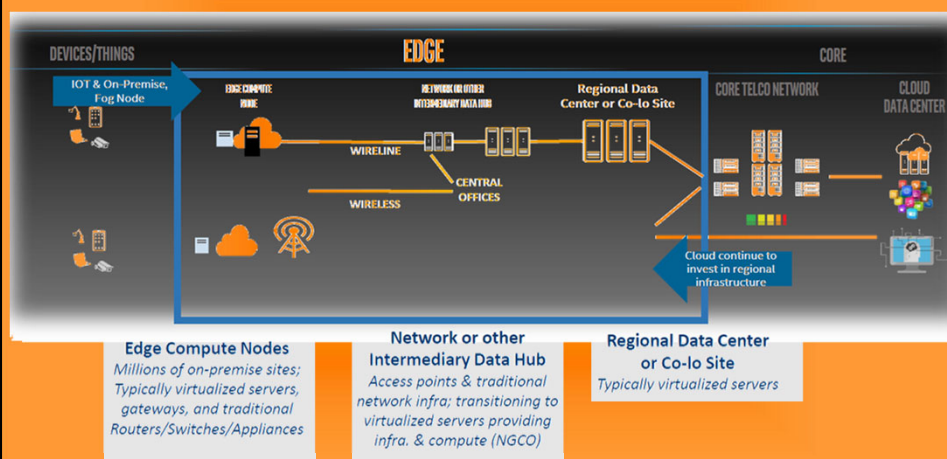 DEVICES/THINGS
EDGE
CORE
IOT & On-Premise,
Fog Node
EDGE COMPUTE
NODE
NETWORK OR OTHER
INTERMEDIARY DATA HUB
Regional Data
Center or Co-lo Site
CORE TELCO NETWORK
CLOUD
DATA CENTER
WIRELINE
CENTRAL
OFFICES
WIRELESS
Cloud continue to
invest in regional
infrastructure
Edge Compute Nodes
Millions of on-premise sites;
Typically virtualized servers,
gateways, and traditional
Routers/Switches/Appliances
Network or other
Intermediary Data Hub
Access points & traditional
network infra; transitioning to
virtualized servers providing
infra. & compute (NGCO)
Regional Data Center
or Co-lo Site
Typically virtualized servers